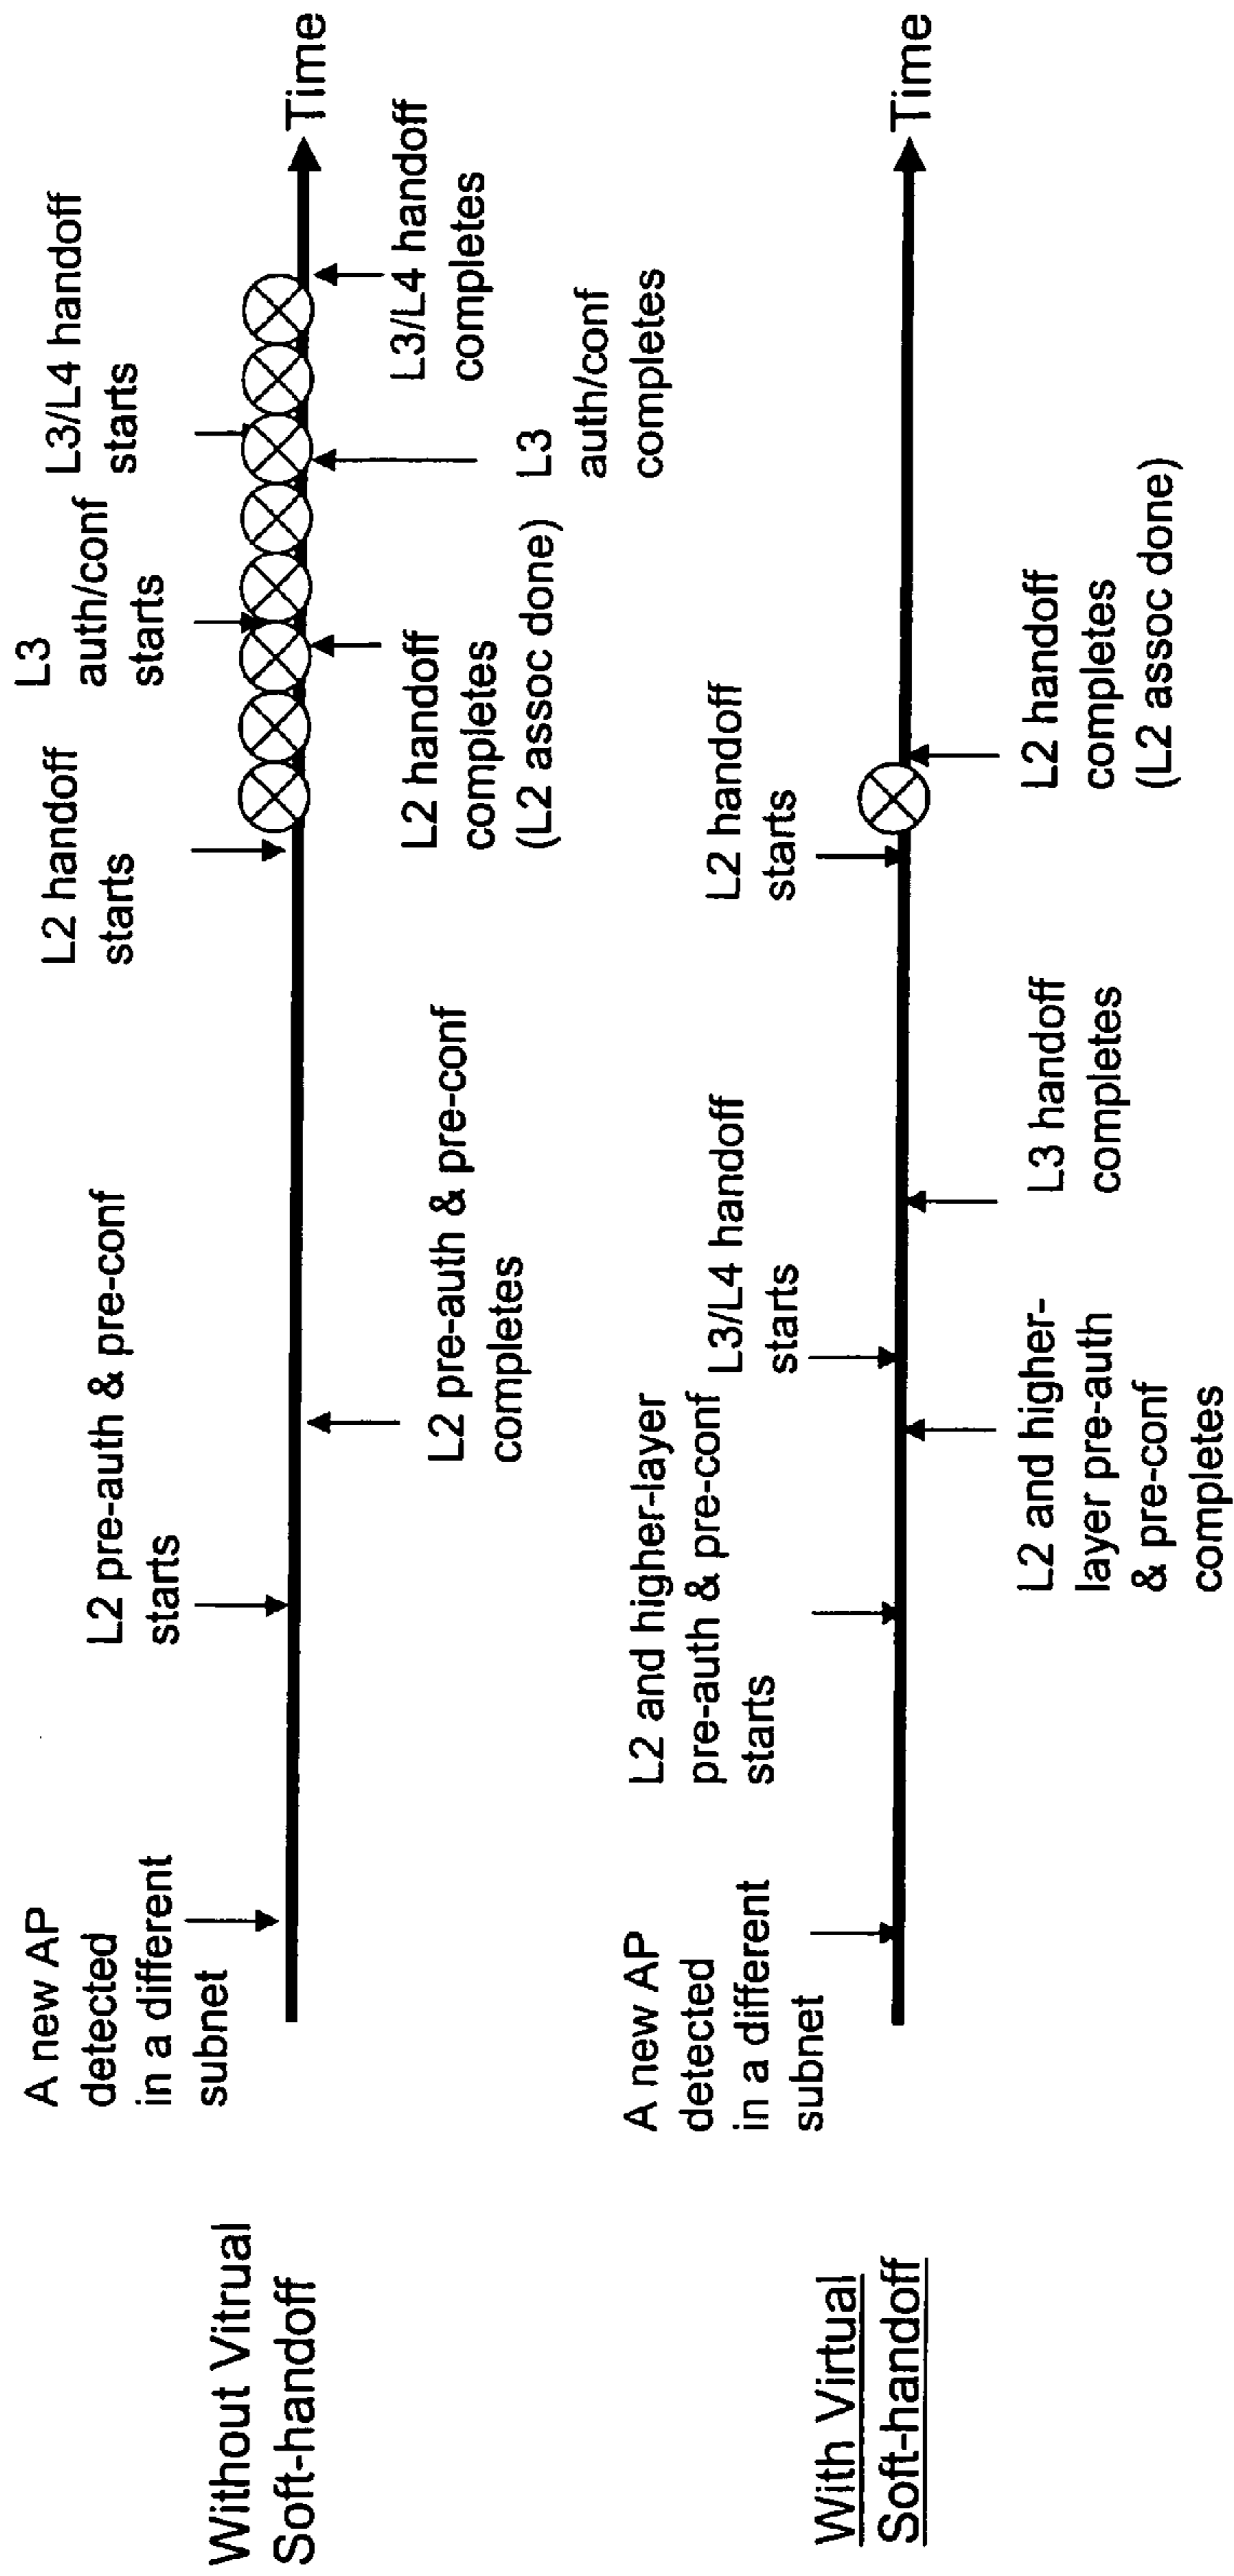 Without Vitrual
Soft-handoff
A new AP
detected
in a different
subnet
L2 pre-auth & pre-conf
starts
L2 pre-auth & pre-conf
completes
L2 handoff
starts
L2 handoff
completes
(L2 assoc done)
L3
auth/conf
starts
L3
auth/conf
completes
L3/L4 handoff
starts
L3/L4 handoff
completes
Time
With Virtual
Soft-handoff
A new AP
detected
in a different
subnet
L2 and higher-layer
pre-auth & pre-conf
starts
L2 and higher-
layer pre-auth
& pre-conf
completes
L3/L4 handoff
starts
L3 handoff
completes
L2 handoff
starts
L2 handoff
completes
(L2 assoc done)
Time